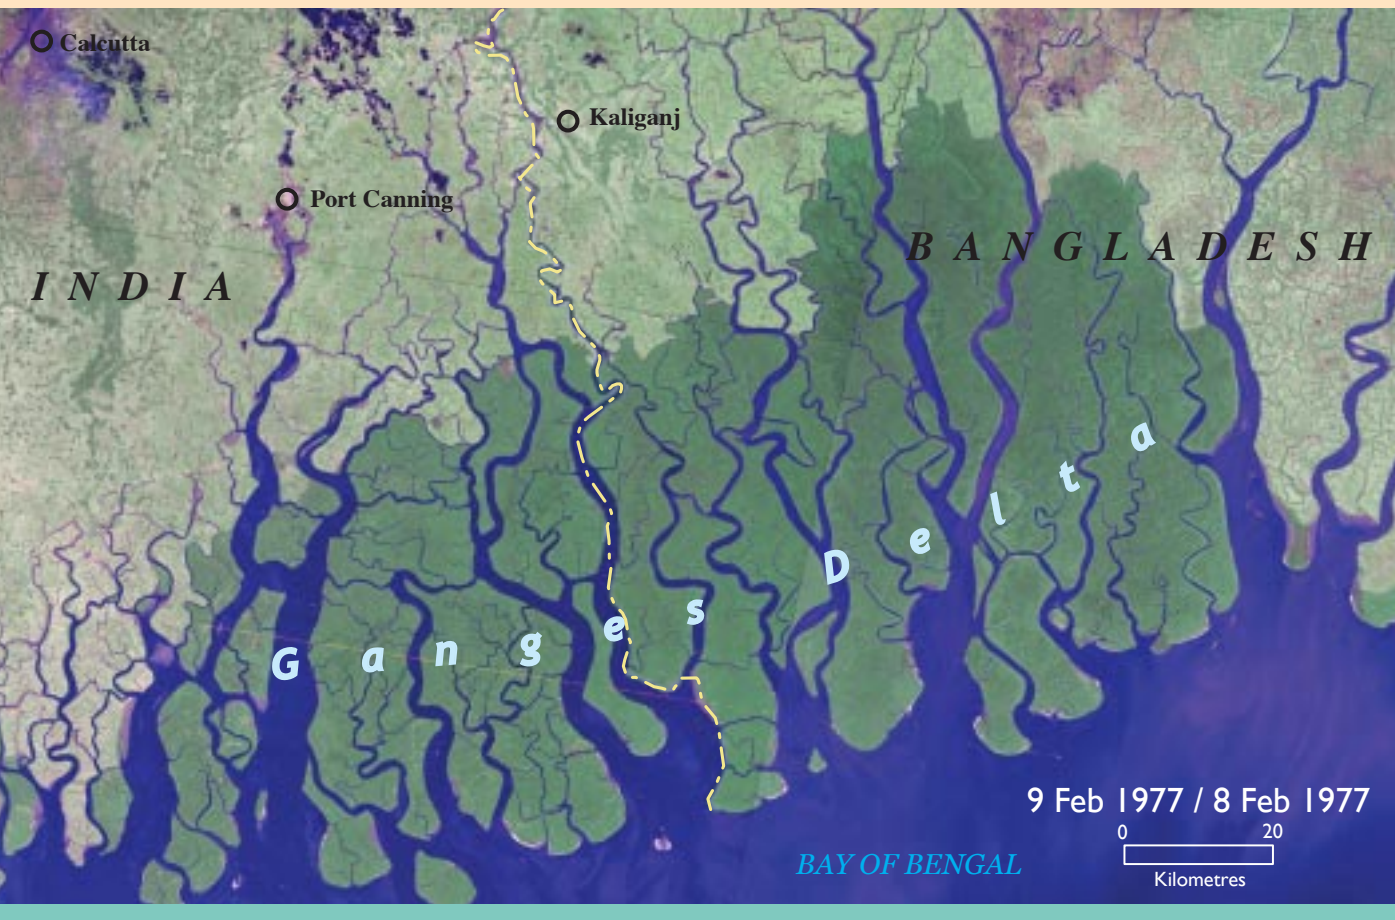 Calcutta
Kaliganj
Port Canning
BANGLADESH
INDIA
Ganges Delta
9 Feb 1977 / 8 Feb 1977
0 20
Kilometres
BAY OF BENGAL